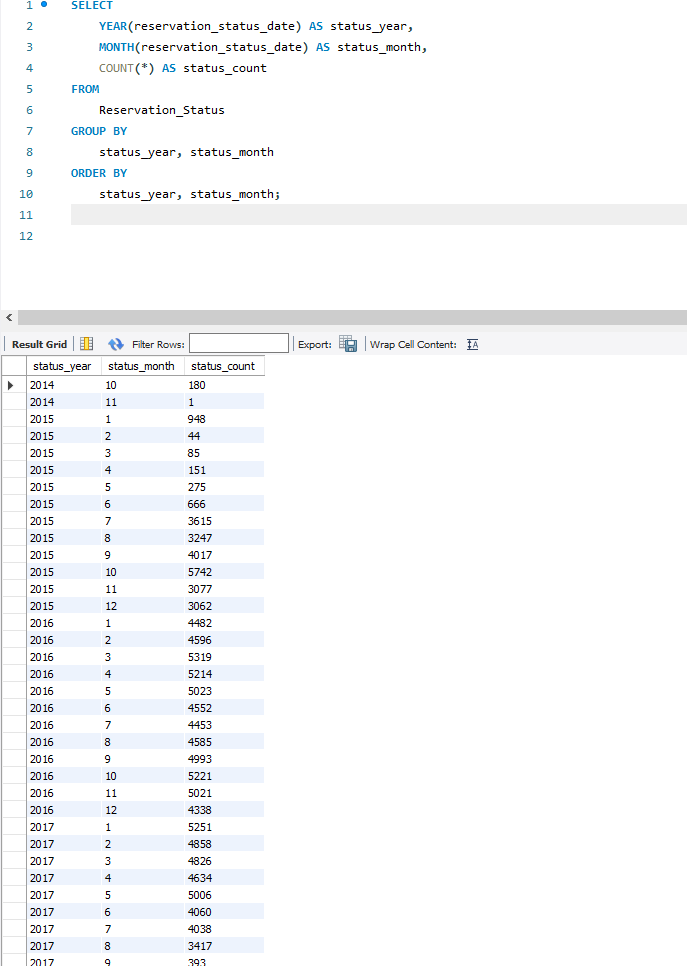 1 SELECT
2 YEAR(reservation_status_date) AS status_year,
3 MONTH(reservation_status_date) AS status_month,
4 COUNT(*) AS status_count
5 FROM
6 Reservation_Status
7 GROUP BY
8 status_year, status_month
9 ORDER BY
10 status_year, status_month;
11
12
Result Grid Filter Rows: Export: Wrap Cell Content:
status_year status_month status_count
2014 10 180
2014 11 1
2015 1 948
2015 2 44
2015 3 85
2015 4 151
2015 5 275
2015 6 666
2015 7 3615
2015 8 3247
2015 9 4017
2015 10 5742
2015 11 3077
2015 12 3062
2016 1 4482
2016 2 4596
2016 3 5319
2016 4 5214
2016 5 5023
2016 6 4552
2016 7 4453
2016 8 4585
2016 9 4993
2016 10 5221
2016 11 5021
2016 12 4338
2017 1 5251
2017 2 4858
2017 3 4826
2017 4 4634
2017 5 5006
2017 6 4060
2017 7 4038
2017 8 3417
2017 9 393